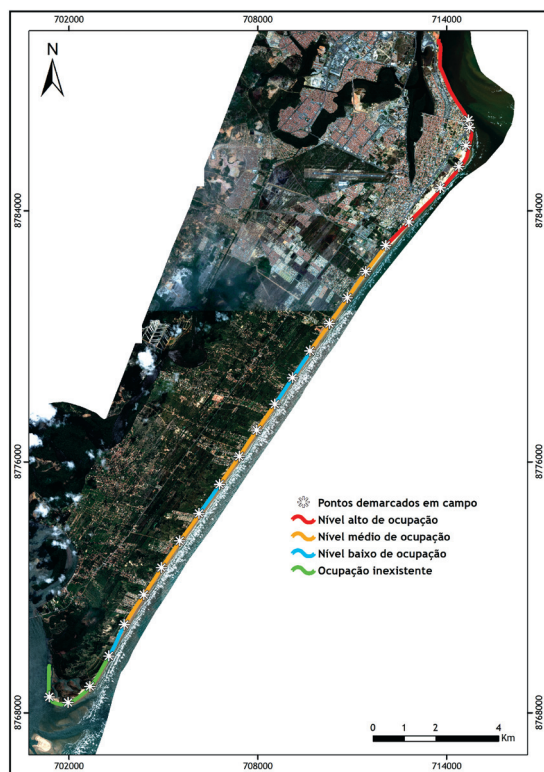 702000 708000 714000
N
8784000 8784000
8776000 8776000
Pontos demarcados em campo
Nível alto de ocupação
Nível médio de ocupação
Nível baixo de ocupação
Ocupação inexistente
8768000 8768000
0 1 2 4
Km
702000 708000 714000